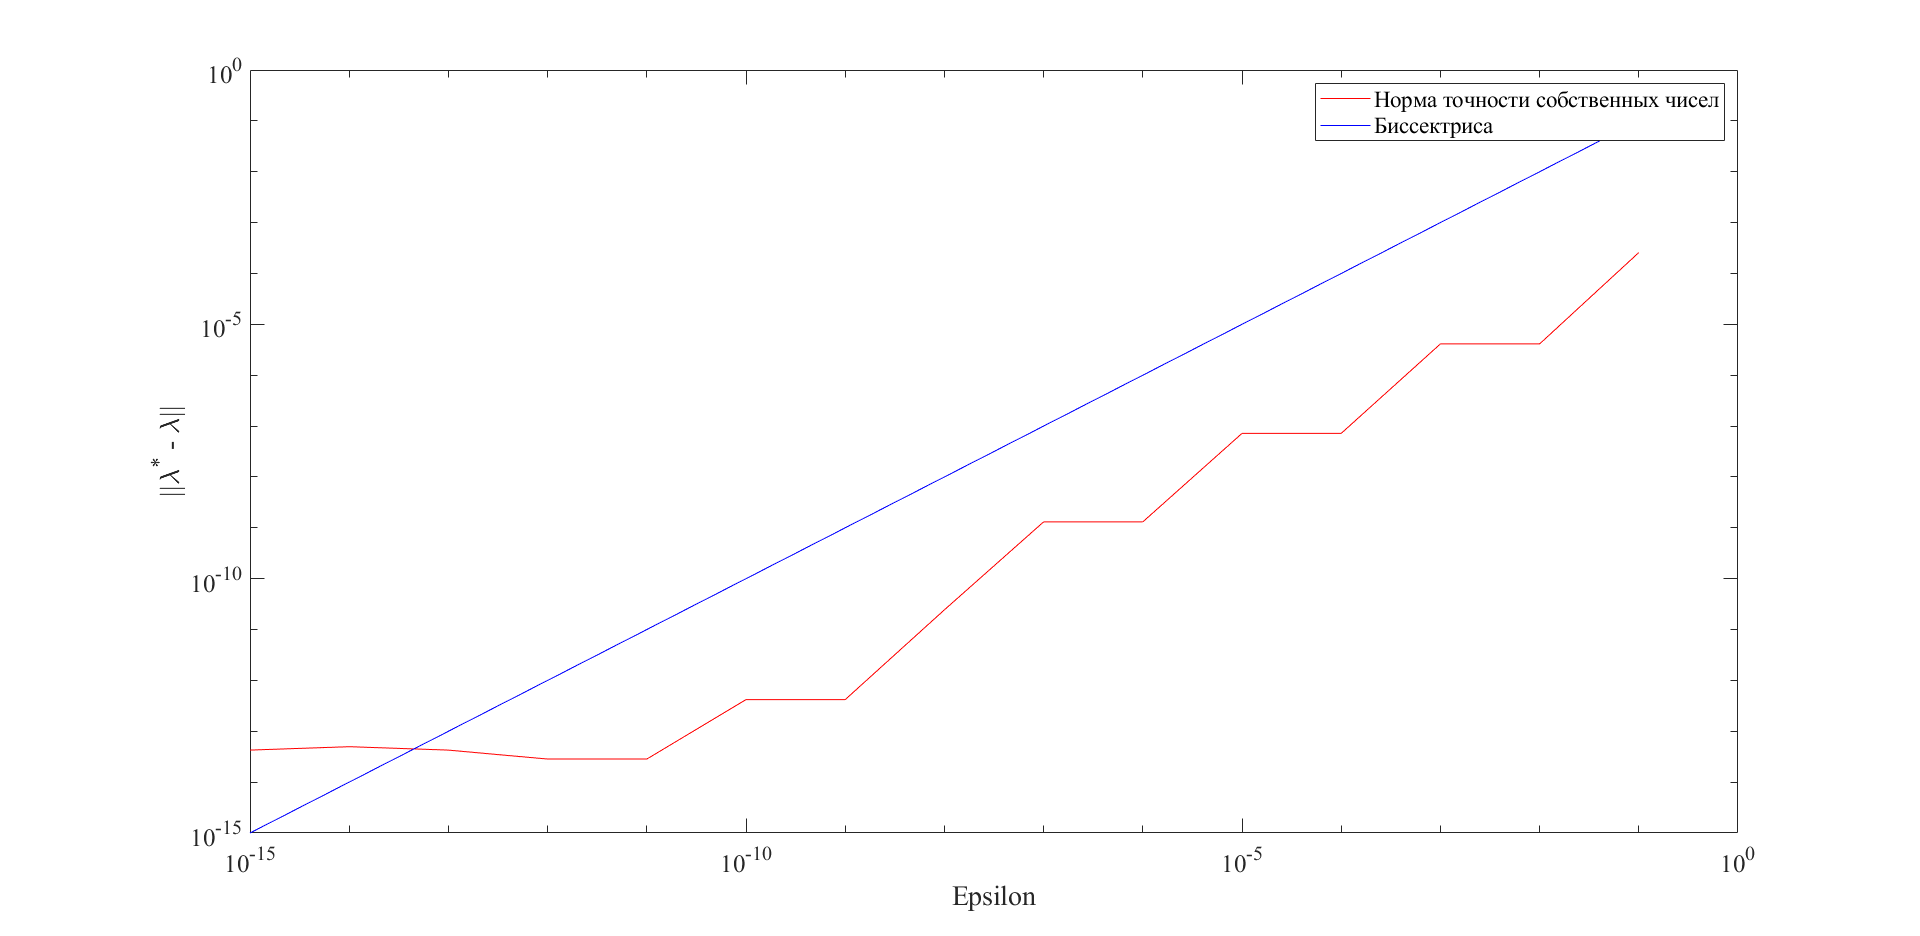 10^0
Норма точности собственных чисел
Биссектриса
10^-5
||λ* - λ||
10^-10
10^-15
10^-15 10^-10 10^-5 10^0
Epsilon